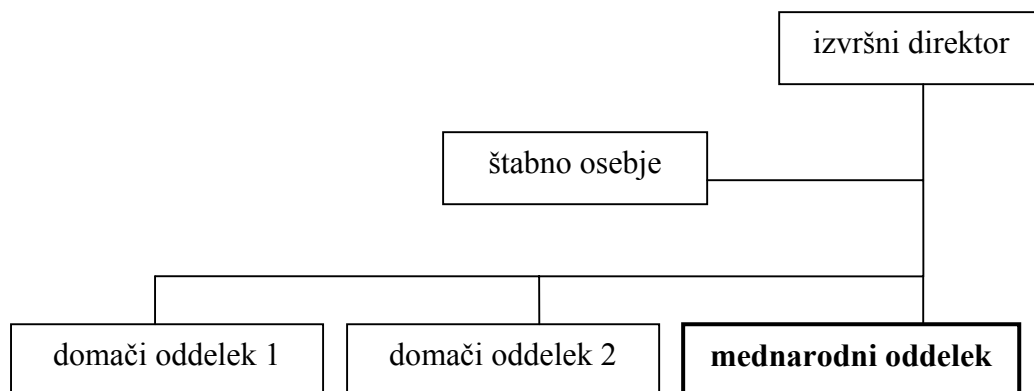 izvršni direktor
štabno osebje
domači oddelek 1
domači oddelek 2
mednarodni oddelek